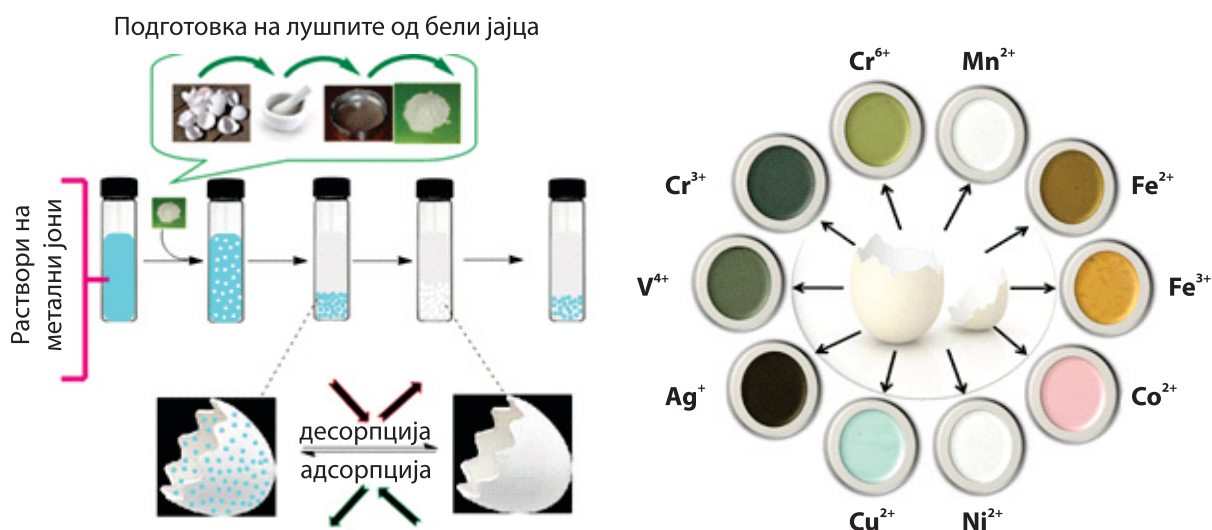 Подготовка на лушпите од бели јајца
Раствори на
метални јони
десорпција
адсорпција
Cr⁶⁺
Mn²⁺
Cr³⁺
Fe²⁺
V⁴⁺
Fe³⁺
Ag⁺
Co²⁺
Cu²⁺
Ni²⁺